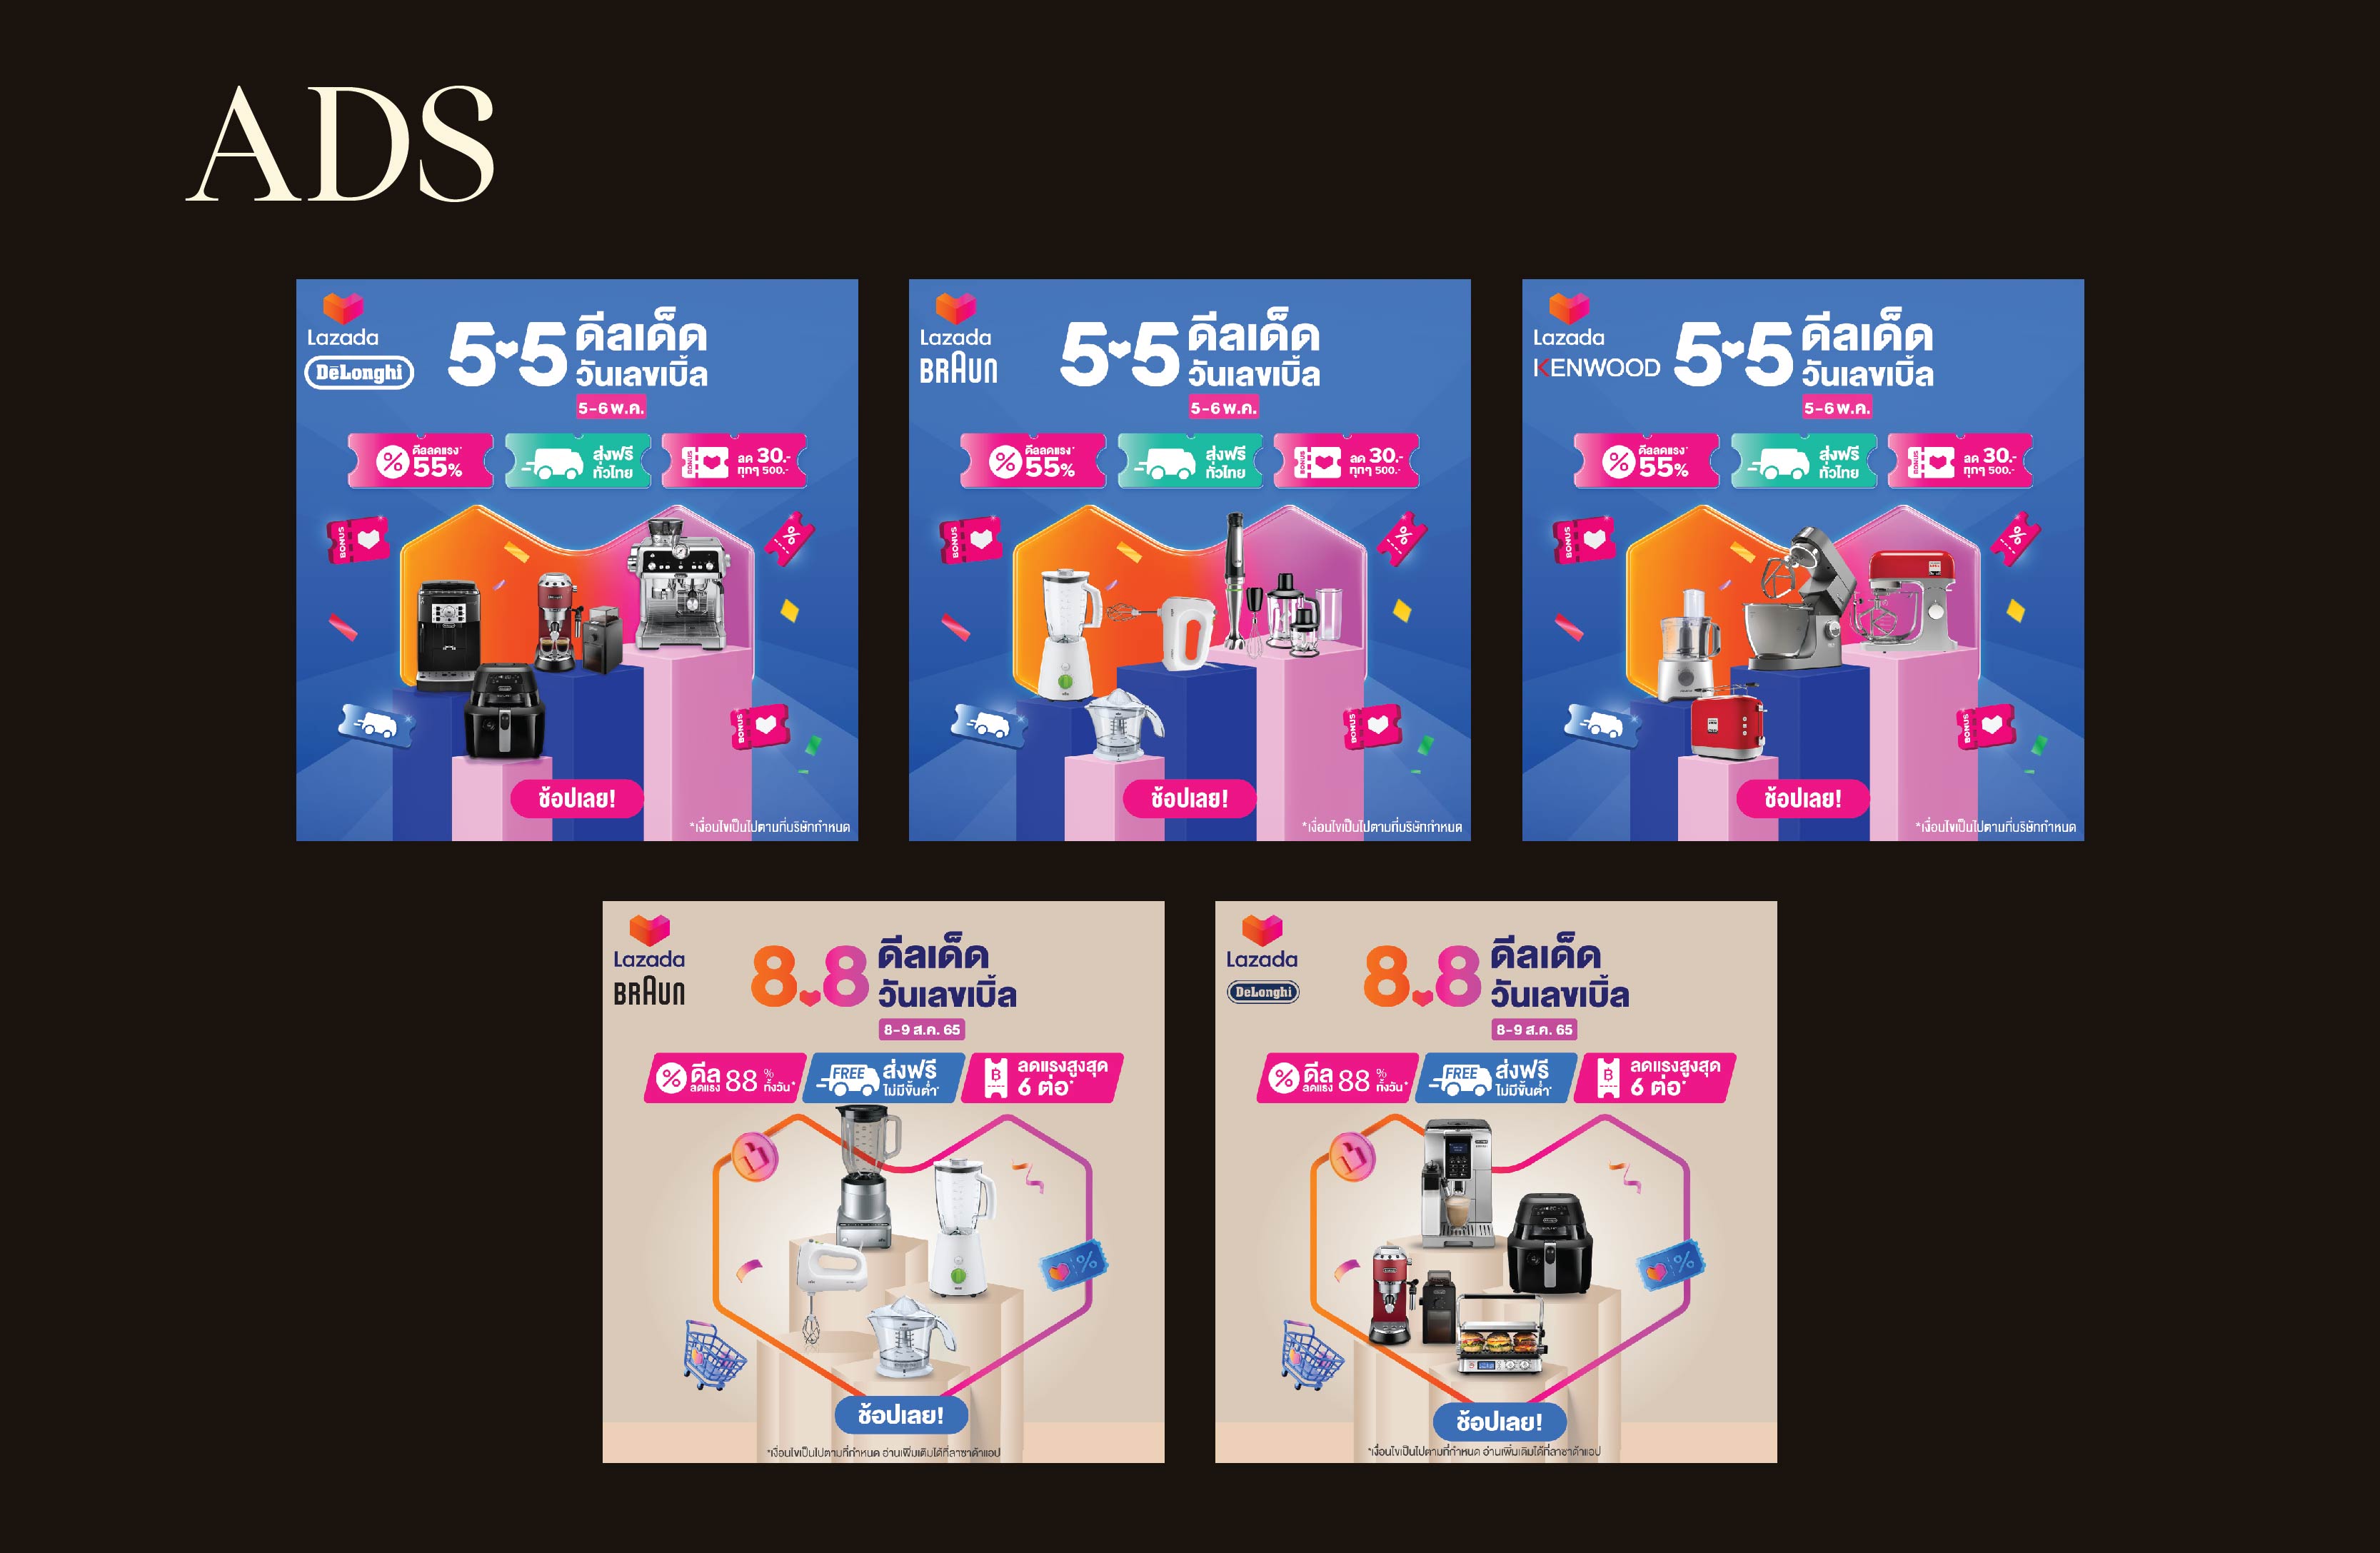 ADS
Lazada
DeLonghi
5.5 ดีลเด็ด
วันเลขเบิ้ล
5-6 พ.ค.
% ดีลลดแรง*
55%
ส่งฟรี
ทั่วไทย
BONUS
ลด 30.-
ทุกๆ 500.-
BONUS
%
BONUS
ช้อปเลย!
*เงื่อนไขเป็นไปตามที่บริษัทกำหนด
Lazada
BRAUN
5.5 ดีลเด็ด
วันเลขเบิ้ล
5-6 พ.ค.
% ดีลลดแรง*
55%
ส่งฟรี
ทั่วไทย
BONUS
ลด 30.-
ทุกๆ 500.-
BONUS
%
BONUS
ช้อปเลย!
*เงื่อนไขเป็นไปตามที่บริษัทกำหนด
Lazada
KENWOOD
5.5 ดีลเด็ด
วันเลขเบิ้ล
5-6 พ.ค.
% ดีลลดแรง*
55%
ส่งฟรี
ทั่วไทย
BONUS
ลด 30.-
ทุกๆ 500.-
BONUS
%
BONUS
ช้อปเลย!
*เงื่อนไขเป็นไปตามที่บริษัทกำหนด
Lazada
BRAUN
8.8 ดีลเด็ด
วันเลขเบิ้ล
8-9 ส.ค. 65
% ดีล
ลดแรง 88 % ทั้งวัน*
FREE ส่งฟรี
ไม่มีขั้นต่ำ*
฿ ลดแรงสูงสุด
6 ต่อ*
%
ช้อปเลย!
*เงื่อนไขเป็นไปตามที่กำหนด อ่านเพิ่มเติมได้ที่ลาซาด้าแอป
Lazada
DeLonghi
8.8 ดีลเด็ด
วันเลขเบิ้ล
8-9 ส.ค. 65
% ดีล
ลดแรง 88 % ทั้งวัน*
FREE ส่งฟรี
ไม่มีขั้นต่ำ*
฿ ลดแรงสูงสุด
6 ต่อ*
%
ช้อปเลย!
*เงื่อนไขเป็นไปตามที่กำหนด อ่านเพิ่มเติมได้ที่ลาซาด้าแอป